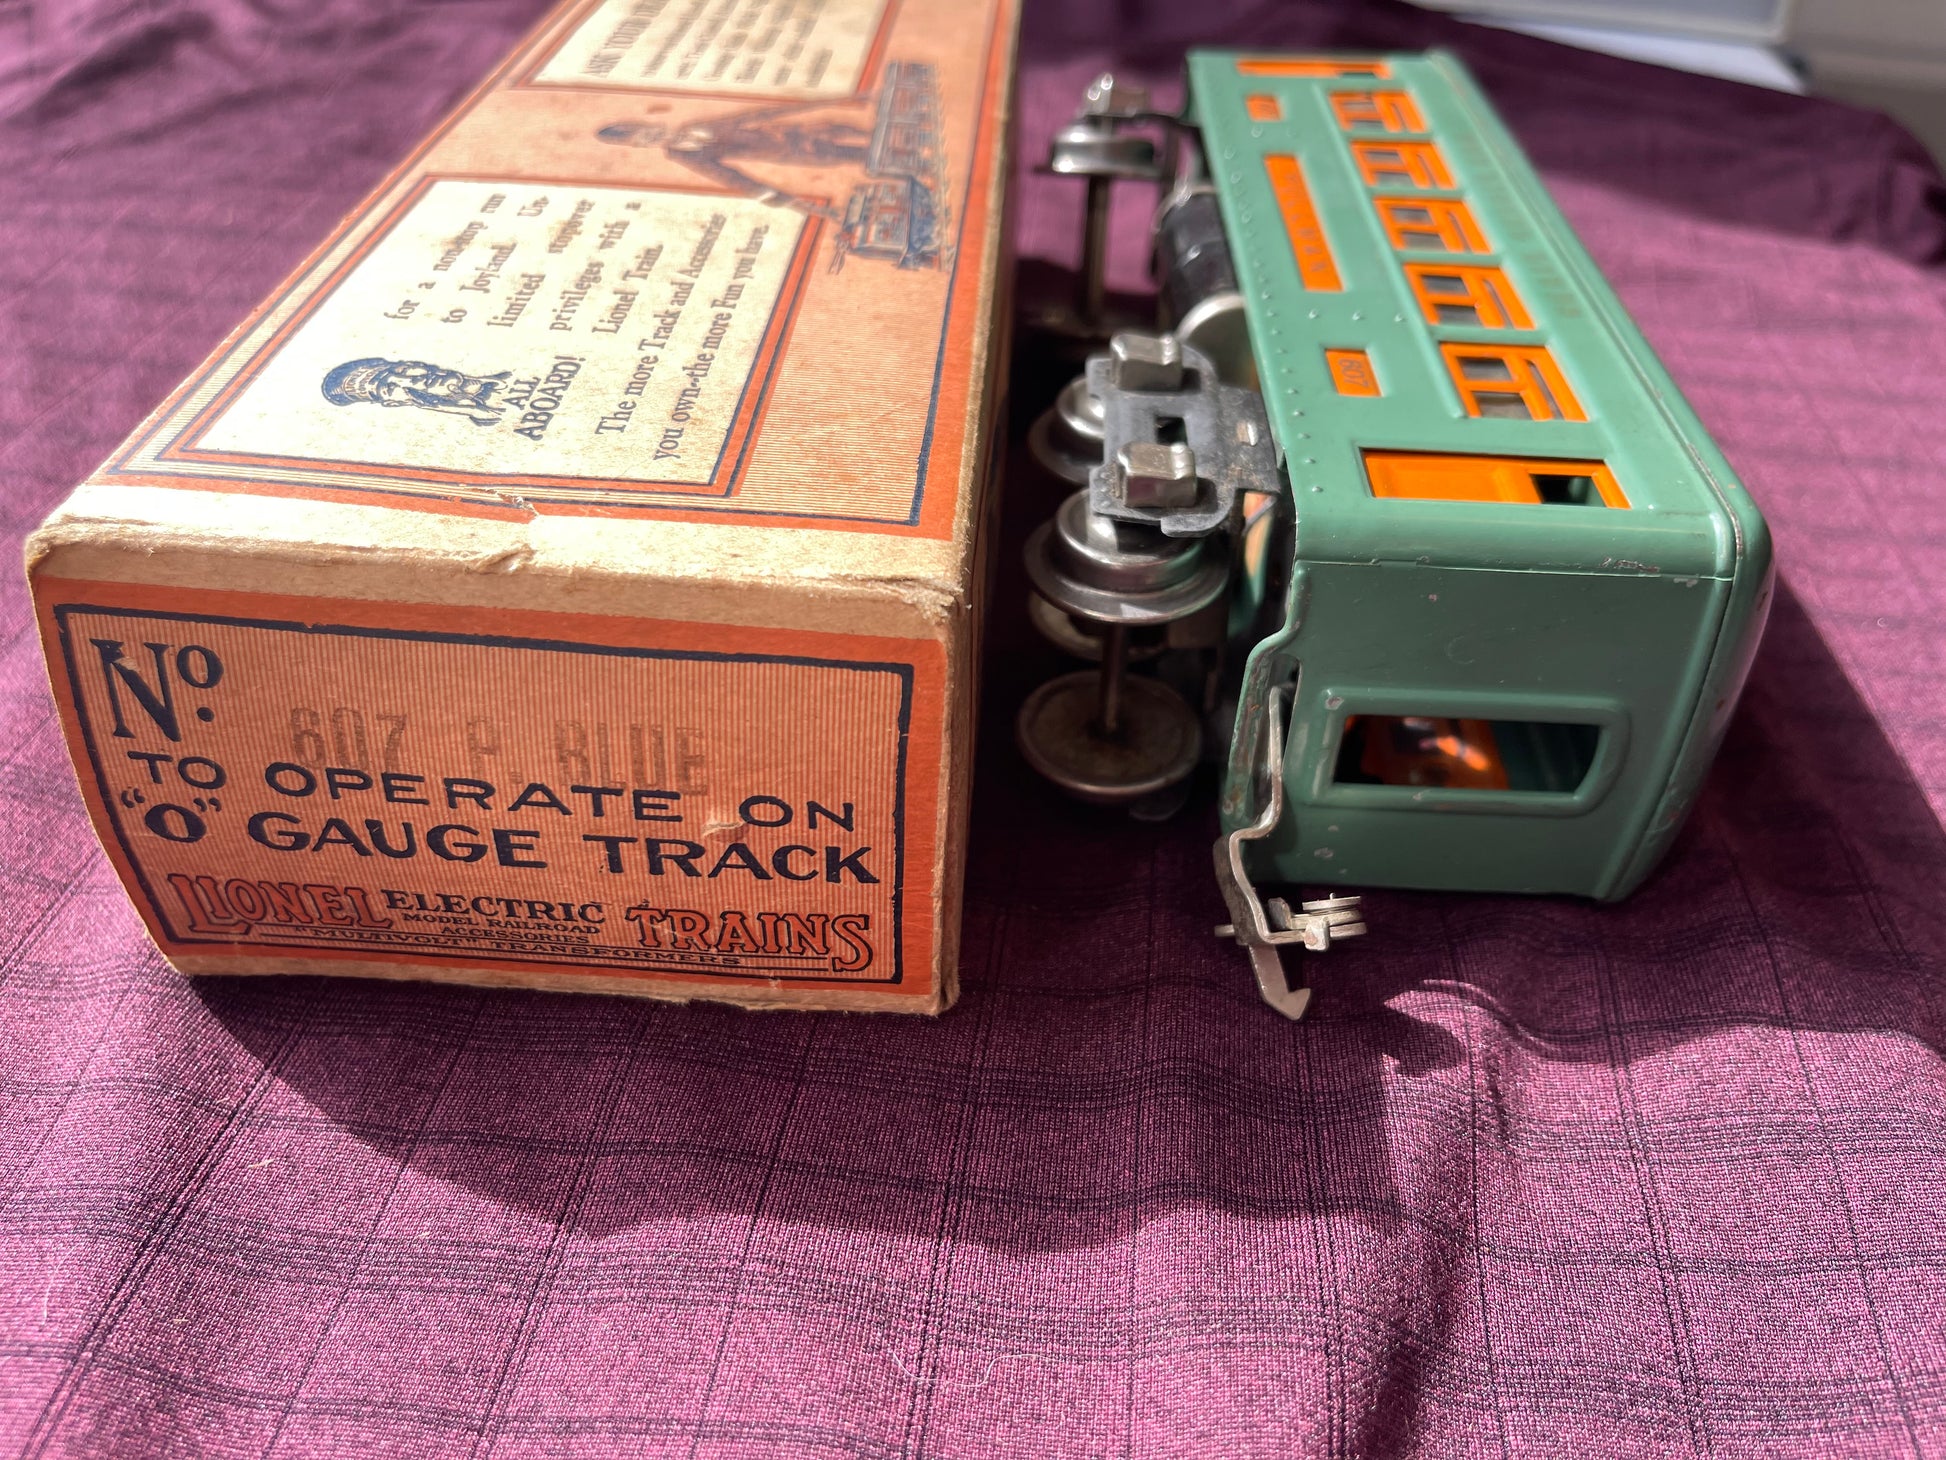 for a nonstop run
to Joyland Un-
limited supper
privileges with a
Lionel Train
ALL
ABOARD!
The more Track and Accessories
you own-the more Fun you have.
No.
607 P. BLUE
TO OPERATE ON
"O" GAUGE TRACK
LIONEL ELECTRIC TRAINS
MODEL RAILROAD
ACCESSORIES
"MULTIVOLT" TRANSFORMERS
PULLMAN
607